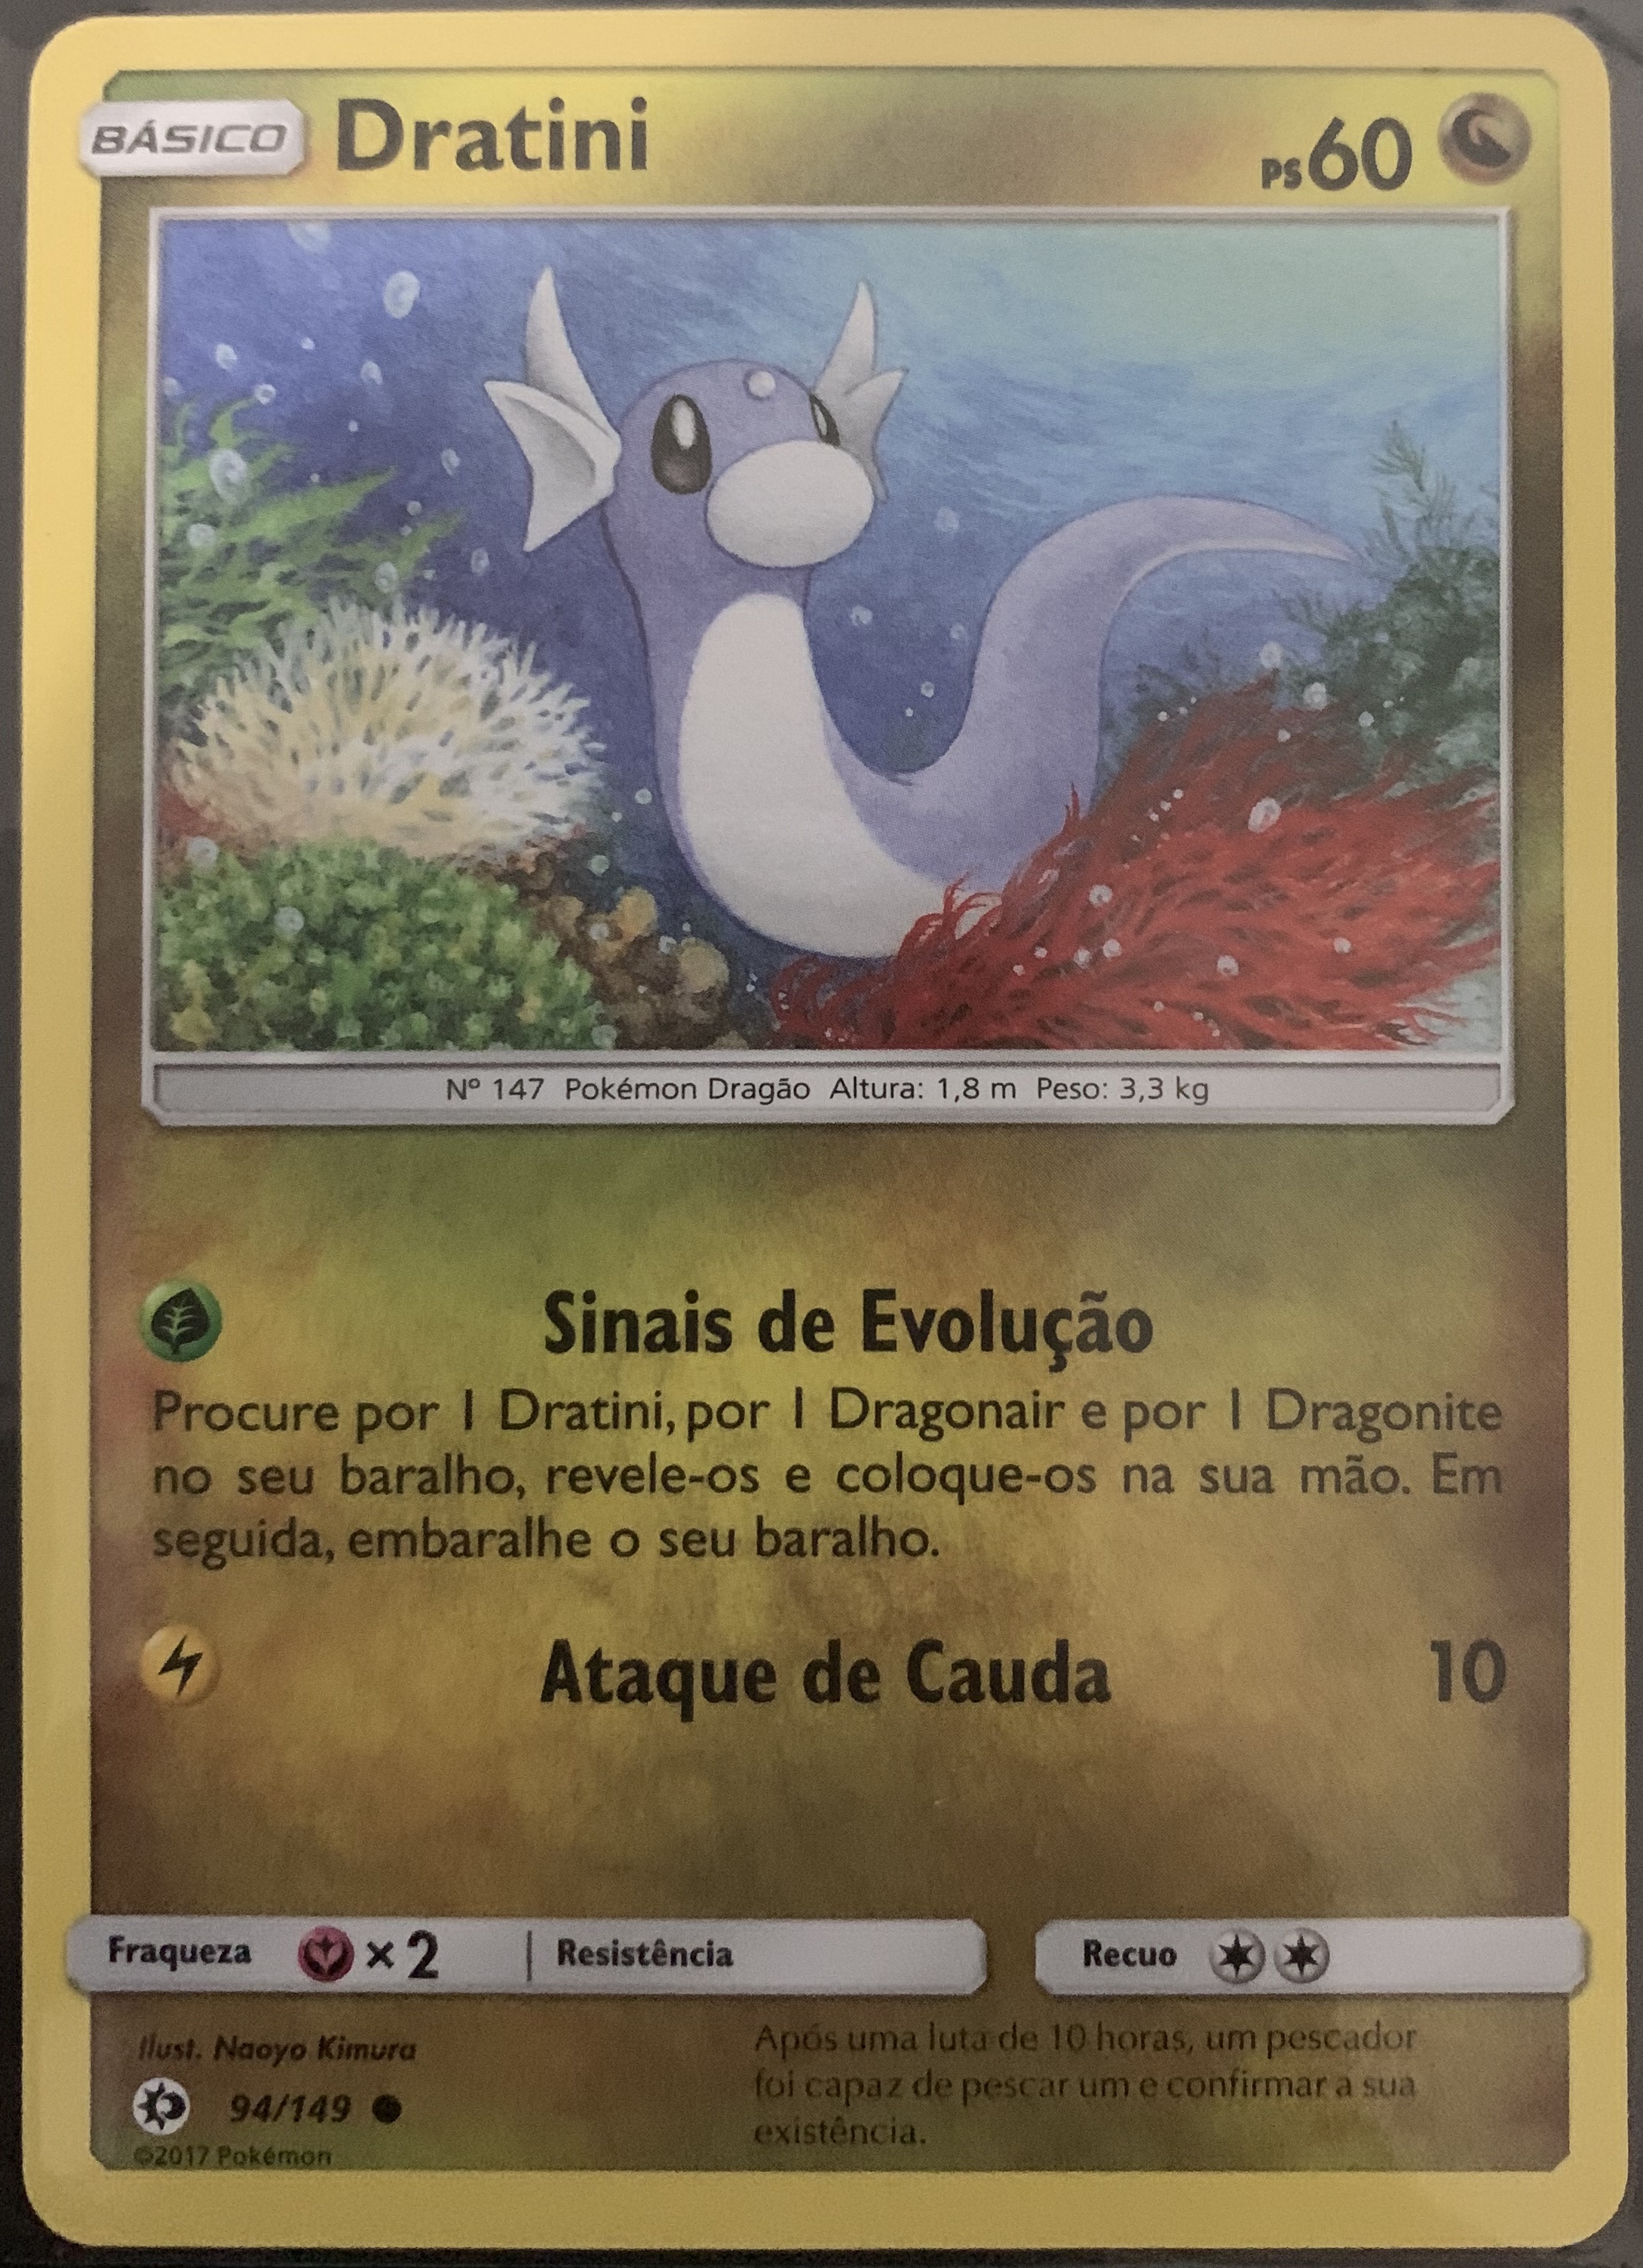 BÁSICO Dratini PS60
Nº 147 Pokémon Dragão Altura: 1,8 m Peso: 3,3 kg
Sinais de Evolução
Procure por 1 Dratini, por 1 Dragonair e por 1 Dragonite
no seu baralho, revele-os e coloque-os na sua mão. Em
seguida, embaralhe o seu baralho.
Ataque de Cauda 10
Fraqueza ×2 Resistência Recuo
Ilust. Naoyo Kimura
94/149
©2017 Pokémon
Após uma luta de 10 horas, um pescador
foi capaz de pescar um e confirmar a sua
existência.